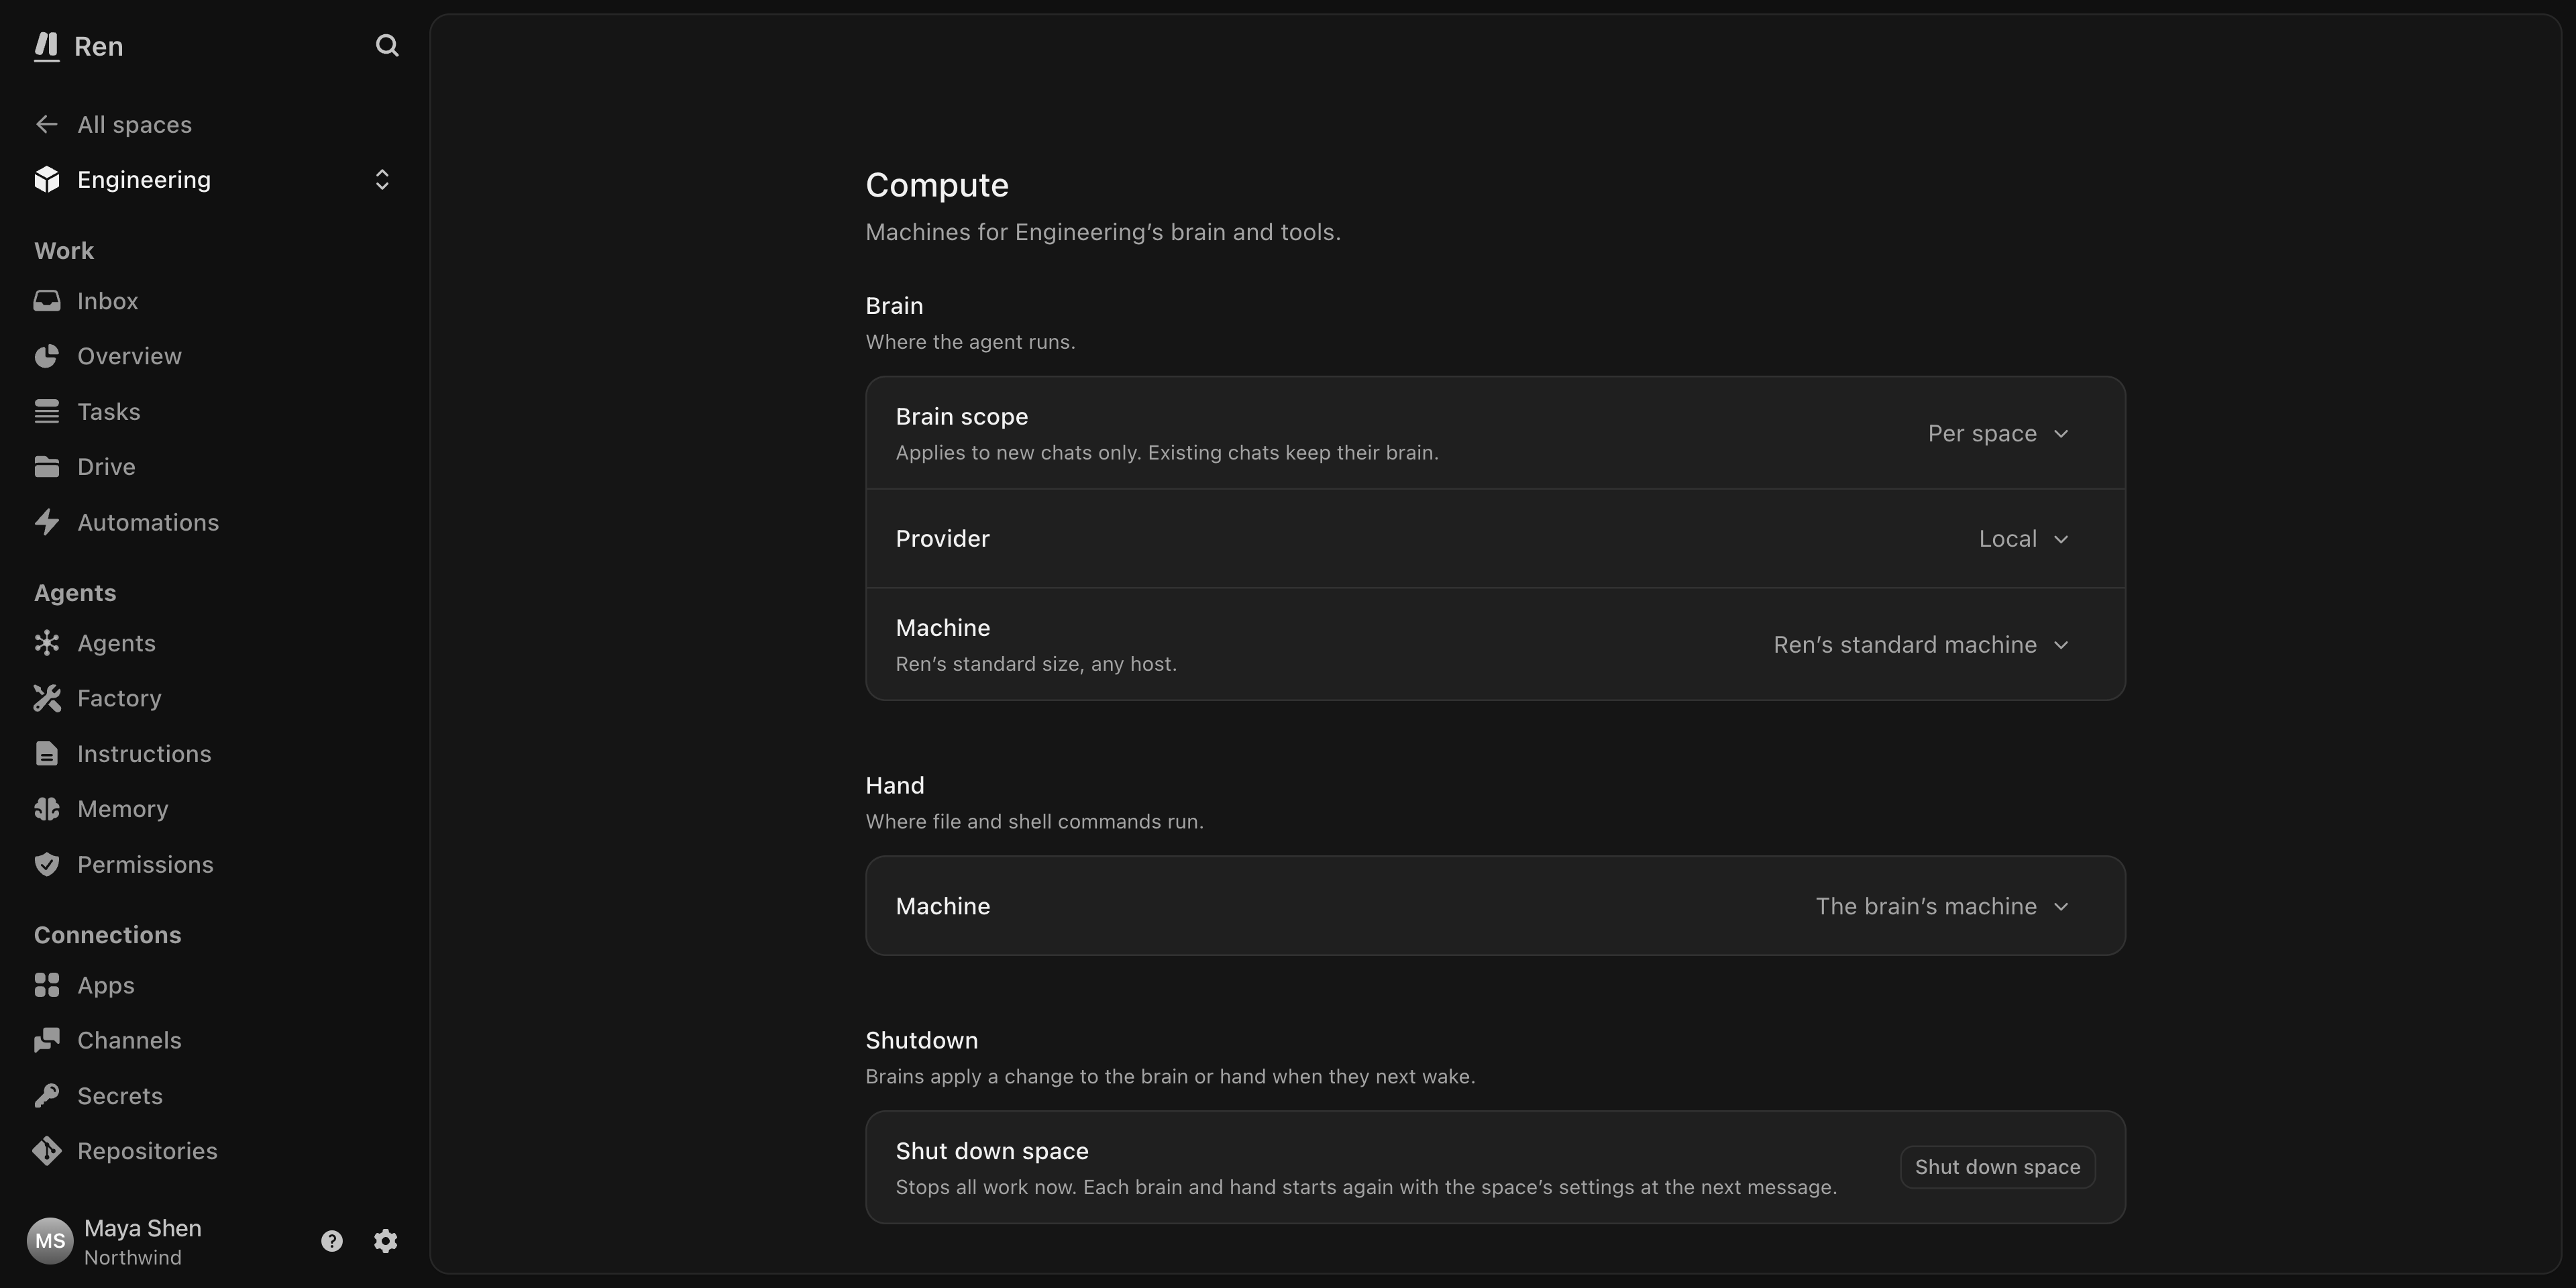 Ren
All spaces
Engineering
Work
Inbox
Overview
Tasks
Drive
Automations
Agents
Agents
Factory
Instructions
Memory
Permissions
Connections
Apps
Channels
Secrets
Repositories
MS
Maya Shen
Northwind
Compute
Machines for Engineering’s brain and tools.
Brain
Where the agent runs.
Brain scope
Applies to new chats only. Existing chats keep their brain.
Per space
Provider
Local
Machine
Ren’s standard size, any host.
Ren’s standard machine
Hand
Where file and shell commands run.
Machine
The brain’s machine
Shutdown
Brains apply a change to the brain or hand when they next wake.
Shut down space
Stops all work now. Each brain and hand starts again with the space’s settings at the next message.
Shut down space